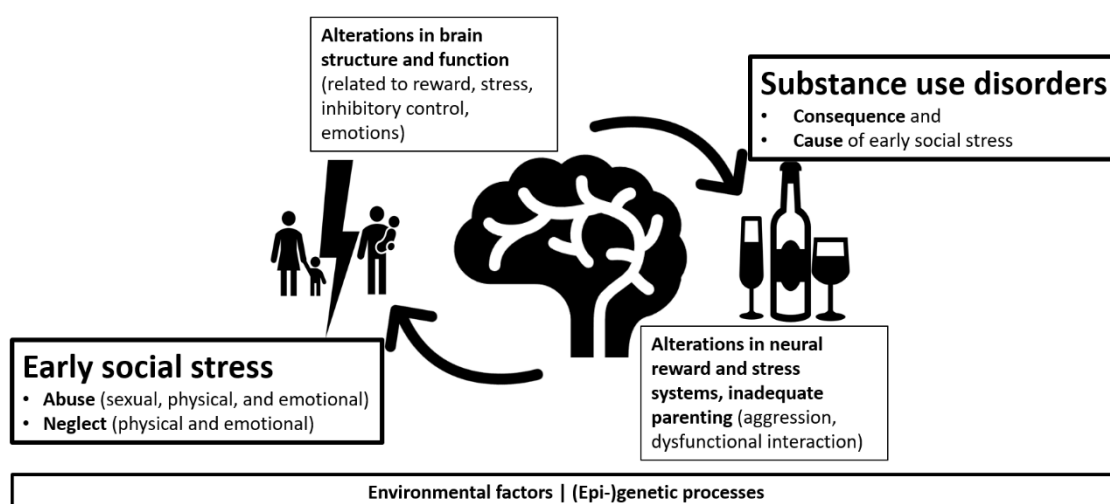 Alterations in brain
structure and function
(related to reward, stress,
inhibitory control,
emotions)
Substance use disorders
• Consequence and
• Cause of early social stress
Early social stress
• Abuse (sexual, physical, and emotional)
• Neglect (physical and emotional)
Alterations in neural
reward and stress
systems, inadequate
parenting (aggression,
dysfunctional interaction)
Environmental factors | (Epi-)genetic processes